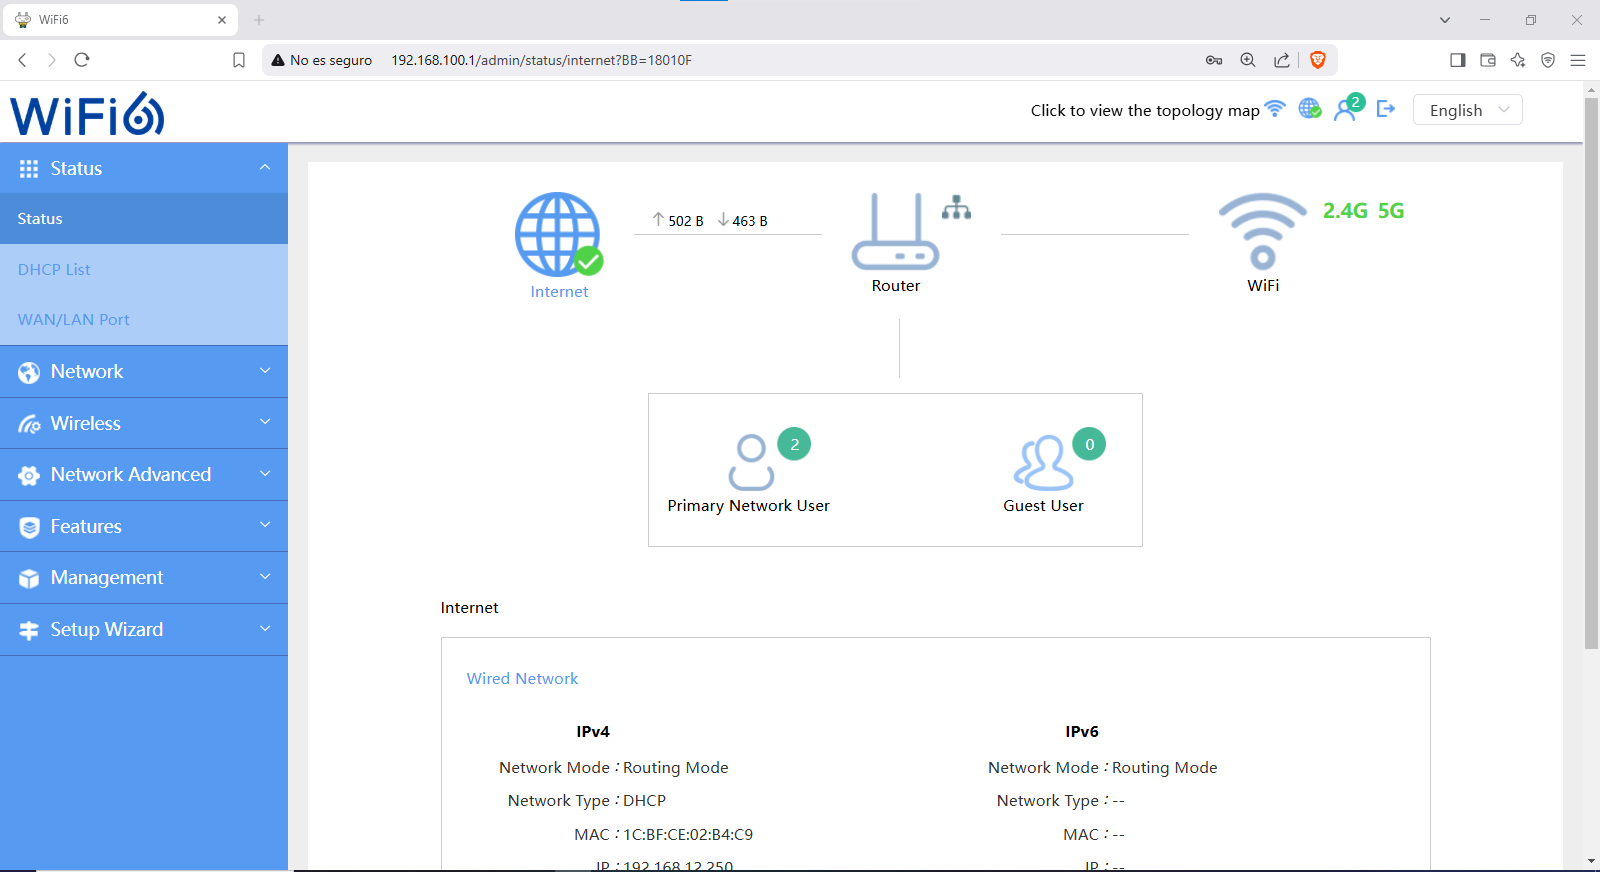 WiFi6
No es seguro 192.168.100.1/admin/status/internet?BB=18010F
WiFi6
Click to view the topology map
2
English
Status
Status
DHCP List
WAN/LAN Port
Network
Wireless
Network Advanced
Features
Management
Setup Wizard
502 B 463 B
2.4G 5G
Internet
Router
WiFi
2
0
Primary Network User
Guest User
Internet
Wired Network
IPv4
Network Mode : Routing Mode
Network Type : DHCP
MAC : 1C:BF:CE:02:B4:C9
IP : 192.168.12.250
IPv6
Network Mode : Routing Mode
Network Type : --
MAC : --
IP : --